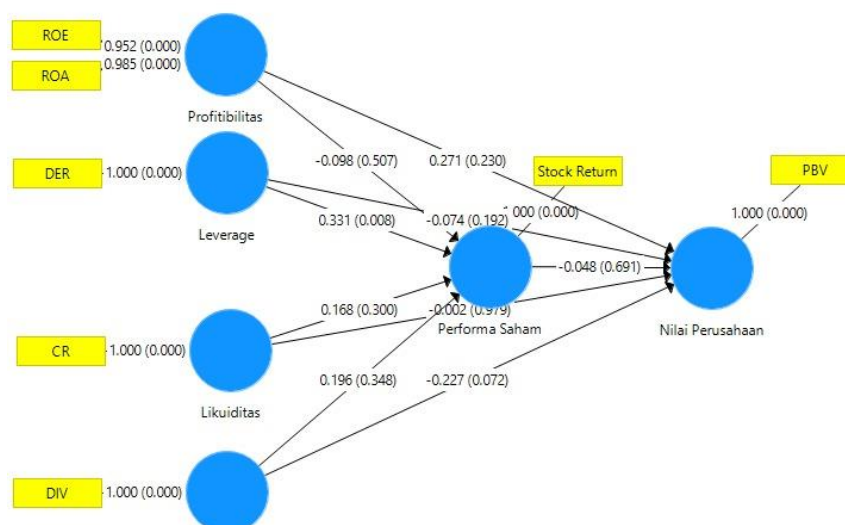 ROE
0.952 (0.000)
0.985 (0.000)
ROA
Profitibilitas
-0.098 (0.507)
0.271 (0.230)
Stock Return
PBV
DER
1.000 (0.000)
-0.074 (0.192)
000 (0.000)
1.000 (0.000)
0.331 (0.008)
Leverage
-0.048 (0.691)
0.168 (0.300)
-0.002 (0.979)
Performa Saham
Nilai Perusahaan
CR
1.000 (0.000)
0.196 (0.348)
-0.227 (0.072)
Likuiditas
DIV
1.000 (0.000)